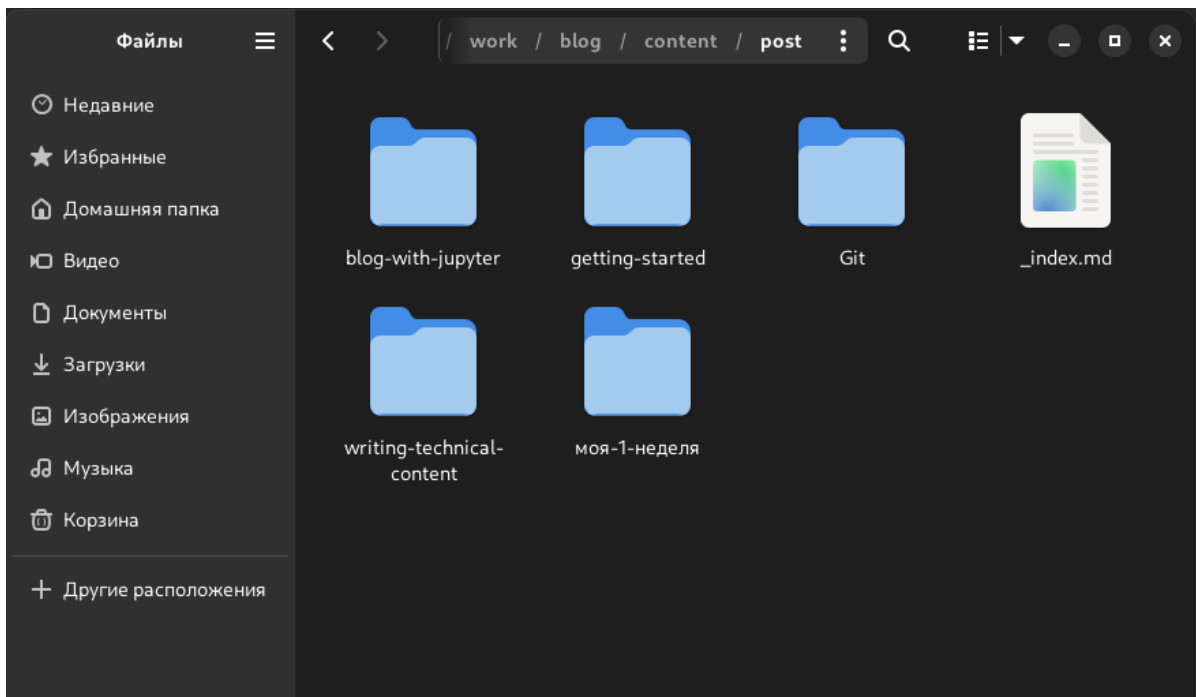 Файлы
/ work / blog / content / post
Недавние
Избранные
Домашняя папка
Видео
Документы
Загрузки
Изображения
Музыка
Корзина
Другие расположения
blog-with-jupyter
getting-started
Git
_index.md
writing-technical-
content
моя-1-неделя